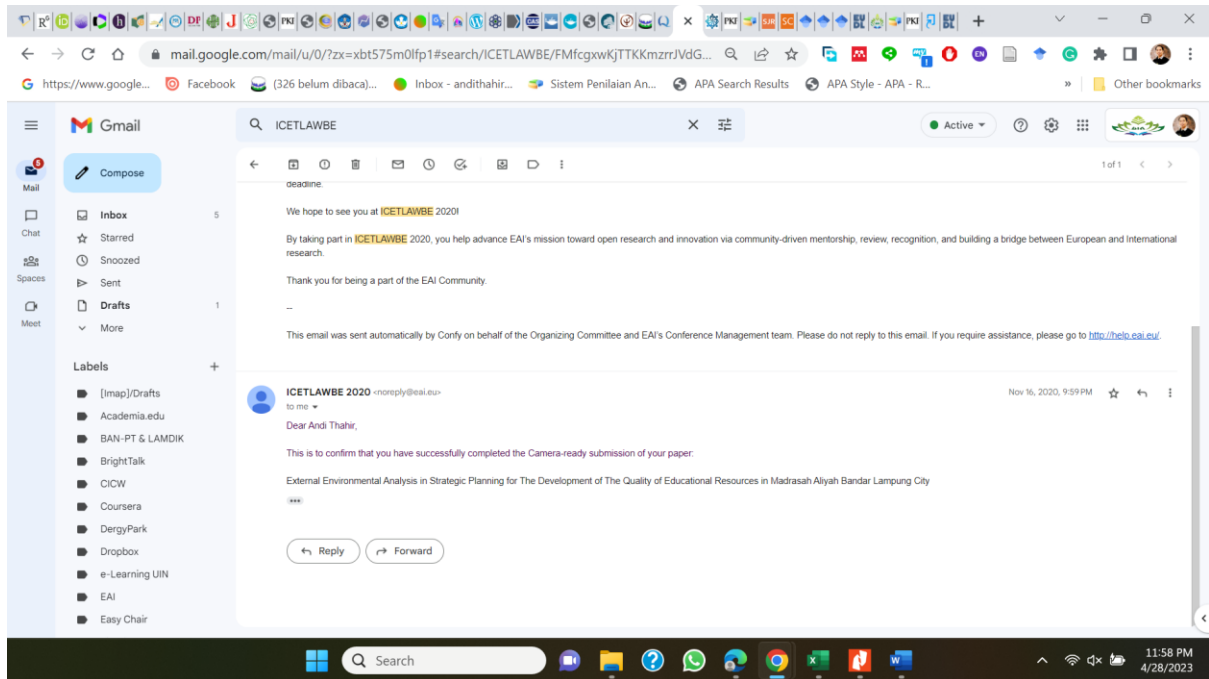 mail.google.com/mail/u/0/?zx=xbt575m0lfp1#search/ICETLAWBE/FMfcgxwKjTTKKmzrrJVdG...
https://www.google... Facebook (326 belum dibaca)... Inbox - andithahir... Sistem Penilaian An... APA Search Results APA Style - APA - R... » Other bookmarks
Gmail
ICETLAWBE
Active
Compose
1 of 1
Mail
Chat
Spaces
Meet
Inbox 5
Starred
Snoozed
Sent
Drafts 1
More
Labels
[Imap]/Drafts
Academia.edu
BAN-PT & LAMDIK
BrightTalk
CICW
Coursera
DergyPark
Dropbox
e-Learning UIN
EAI
Easy Chair
deadline.
We hope to see you at ICETLAWBE 2020!
By taking part in ICETLAWBE 2020, you help advance EAI's mission toward open research and innovation via community-driven mentorship, review, recognition, and building a bridge between European and International
research.
Thank you for being a part of the EAI Community.
--
This email was sent automatically by Confy on behalf of the Organizing Committee and EAI's Conference Management team. Please do not reply to this email. If you require assistance, please go to http://help.eai.eu/.
ICETLAWBE 2020 <noreply@eai.eu>
Nov 16, 2020, 9:59 PM
to me
Dear Andi Thahir,
This is to confirm that you have successfully completed the Camera-ready submission of your paper:
External Environmental Analysis in Strategic Planning for The Development of The Quality of Educational Resources in Madrasah Aliyah Bandar Lampung City
Reply Forward
Search
11:58 PM
4/28/2023